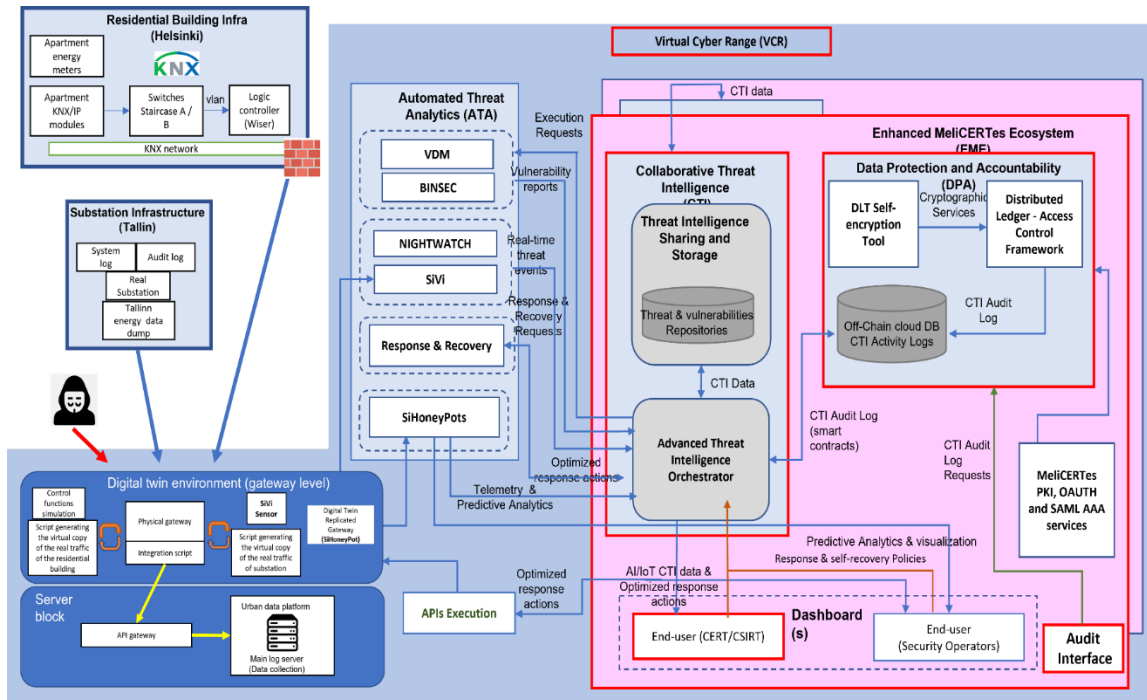 Residential Building Infra
(Helsinki)
Apartment
energy
meters
KNX
Apartment
KNX/IP
modules
Switches
Staircase A /
B
vlan
Logic
controller
(Wiser)
KNX network
Substation Infrastructure
(Tallin)
System
log
Audit log
Real
Substation
Tallinn
energy data
dump
Digital twin environment (gateway level)
Control
functions
simulation
Script generating
the virtual copy
of the real traffic
of the residential
building
Physical gateway
Integration script
SiVi
Sensor
Script generating
the virtual copy
of the real traffic
of substation
Digital Twin
Replicated
Gateway
(SiHoneyPot)
Server
block
API gateway
Urban data platform
Main log server
(Data collection)
Virtual Cyber Range (VCR)
Automated Threat
Analytics (ATA)
VDM
BINSEC
NIGHTWATCH
SiVi
Response & Recovery
SiHoneyPots
Execution
Requests
Vulnerability
reports
Real-time
threat
events
Response &
Recovery
Requests
Optimized
response actions
Telemetry &
Predictive Analytics
Optimized
response
actions
APIs Execution
CTI data
Enhanced MeliCERTes Ecosystem
(EME)
Collaborative Threat
Intelligence
(CTI)
Threat Intelligence
Sharing and
Storage
Threat & vulnerabilities
Repositories
CTI Data
Advanced Threat
Intelligence
Orchestrator
Data Protection and Accountability
(DPA)
Cryptographic
Services
DLT Self-
encryption
Tool
Distributed
Ledger - Access
Control
Framework
CTI Audit
Log
Off-Chain cloud DB
CTI Activity Logs
CTI Audit Log
(smart
contracts)
CTI Audit
Log
Requests
MeliCERTes
PKI, OAUTH
and SAML AAA
services
Predictive Analytics & visualization
Response & self-recovery Policies
AI/IoT CTI data &
Optimized response
actions
Dashboard
(s)
End-user (CERT/CSIRT)
End-user
(Security Operators)
Audit
Interface